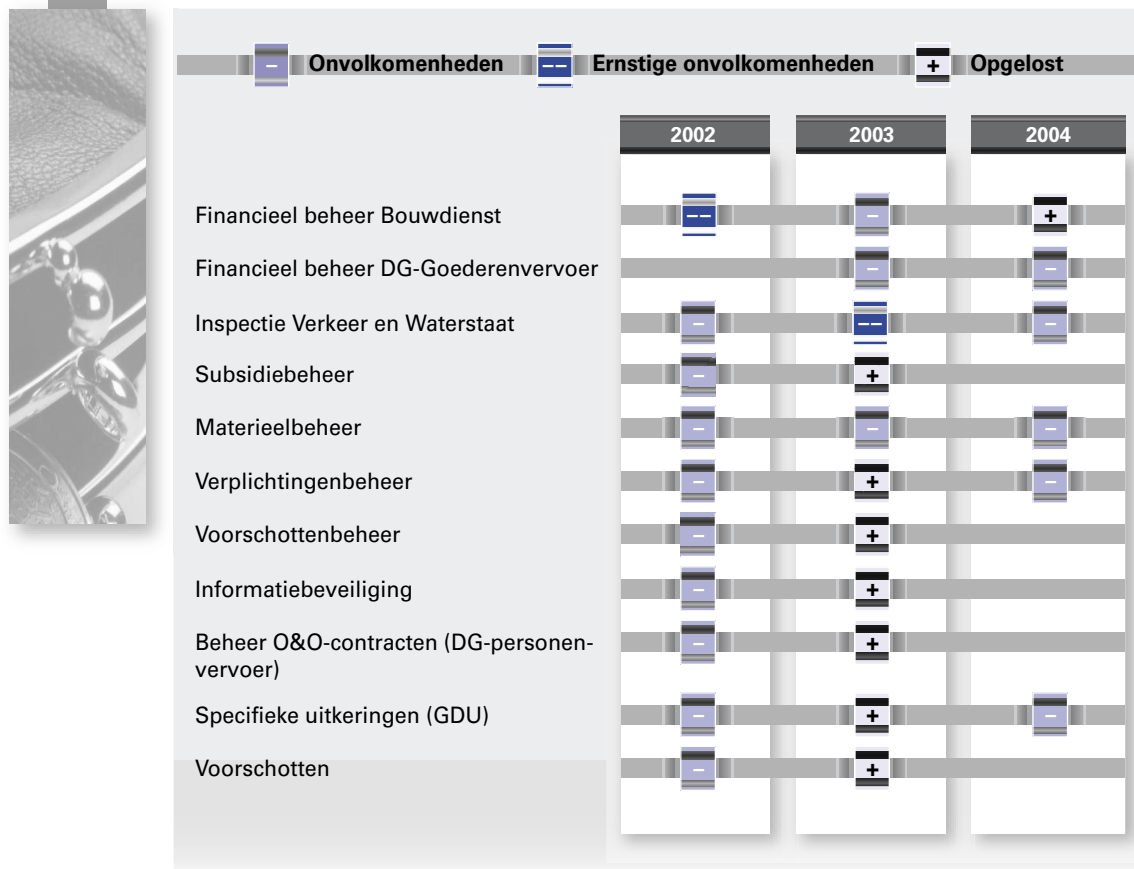 – Onvolkomenheden –– Ernstige onvolkomenheden + Opgelost
2002 2003 2004
Financieel beheer Bouwdienst –– – +
Financieel beheer DG-Goederenvervoer – –
Inspectie Verkeer en Waterstaat – –– –
Subsidiebeheer – +
Materieelbeheer – – –
Verplichtingenbeheer – + –
Voorschottenbeheer – +
Informatiebeveiliging – +
Beheer O&O-contracten (DG-personen- – +
vervoer)
Specifieke uitkeringen (GDU) – + –
Voorschotten – +